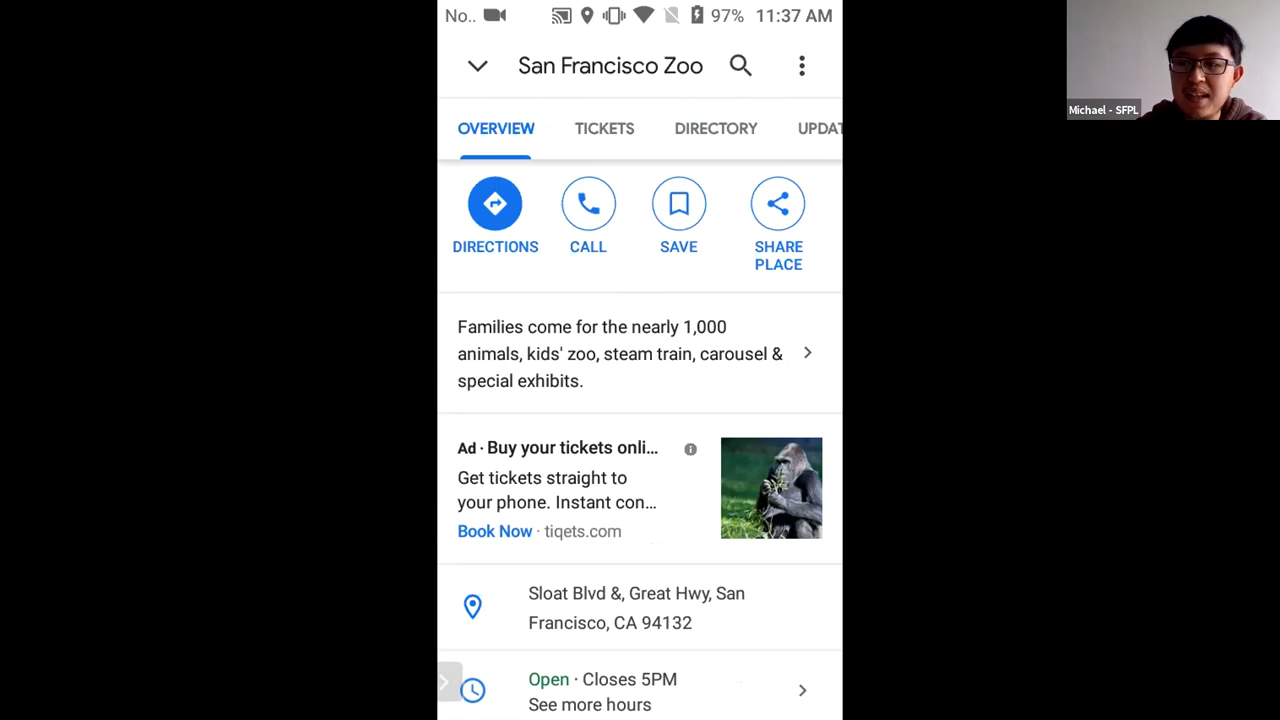 No.. 97% 11:37 AM
San Francisco Zoo
OVERVIEW TICKETS DIRECTORY UPDAT
DIRECTIONS CALL SAVE SHARE PLACE
Families come for the nearly 1,000
animals, kids' zoo, steam train, carousel &
special exhibits.
Ad · Buy your tickets onli...
Get tickets straight to
your phone. Instant con...
Book Now · tiqets.com
Sloat Blvd &, Great Hwy, San
Francisco, CA 94132
Open · Closes 5PM
See more hours
Michael - SFPL